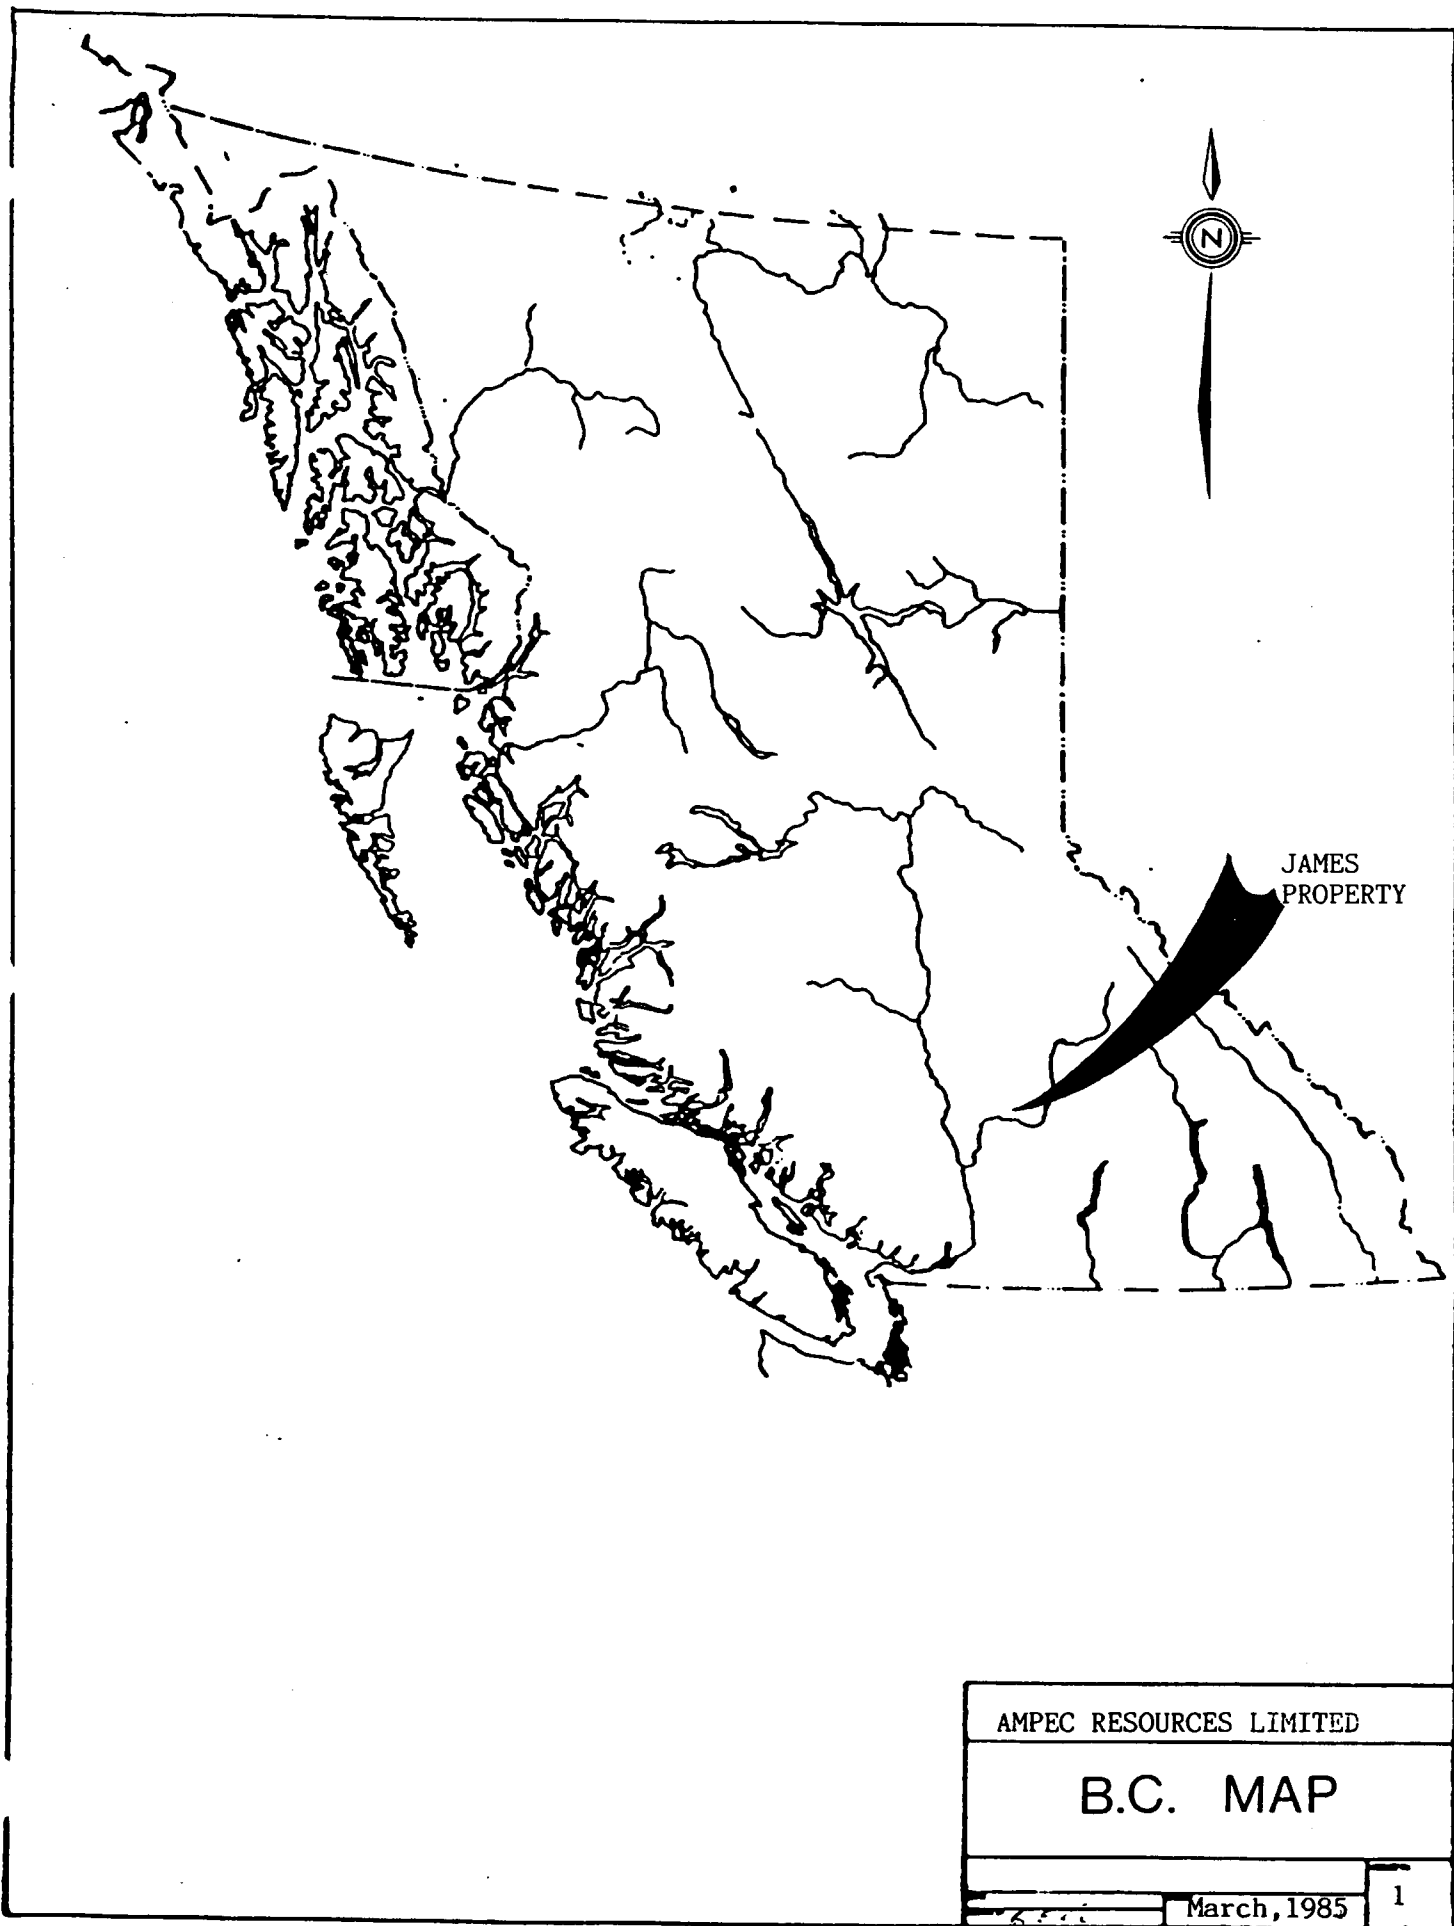 N
JAMES
PROPERTY
AMPEC RESOURCES LIMITED
B.C. MAP
March, 1985
1